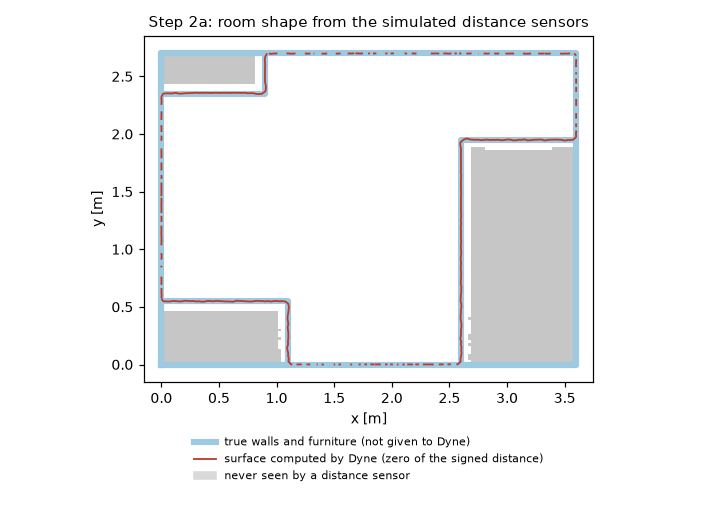 Step 2a: room shape from the simulated distance sensors
y [m]
2.5
2.0
1.5
1.0
0.5
0.0
0.0 0.5 1.0 1.5 2.0 2.5 3.0 3.5
x [m]
true walls and furniture (not given to Dyne)
surface computed by Dyne (zero of the signed distance)
never seen by a distance sensor